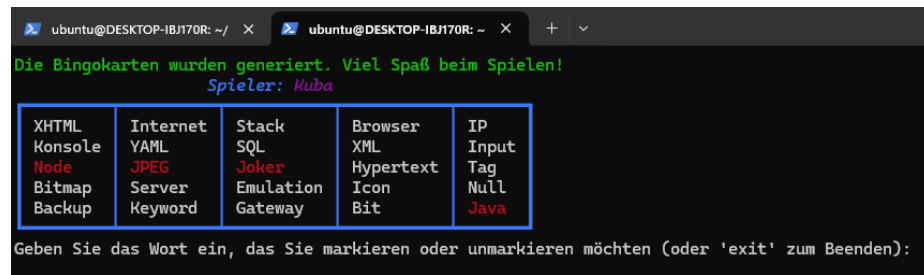 ubuntu@DESKTOP-IBJ170R: ~/ ubuntu@DESKTOP-IBJ170R: ~
Die Bingokarten wurden generiert. Viel Spaß beim Spielen!
Spieler: Kuba
XHTML Internet Stack Browser IP
Konsole YAML SQL XML Input
Node JPEG Joker Hypertext Tag
Bitmap Server Emulation Icon Null
Backup Keyword Gateway Bit Java
Geben Sie das Wort ein, das Sie markieren oder unmarkieren möchten (oder 'exit' zum Beenden):